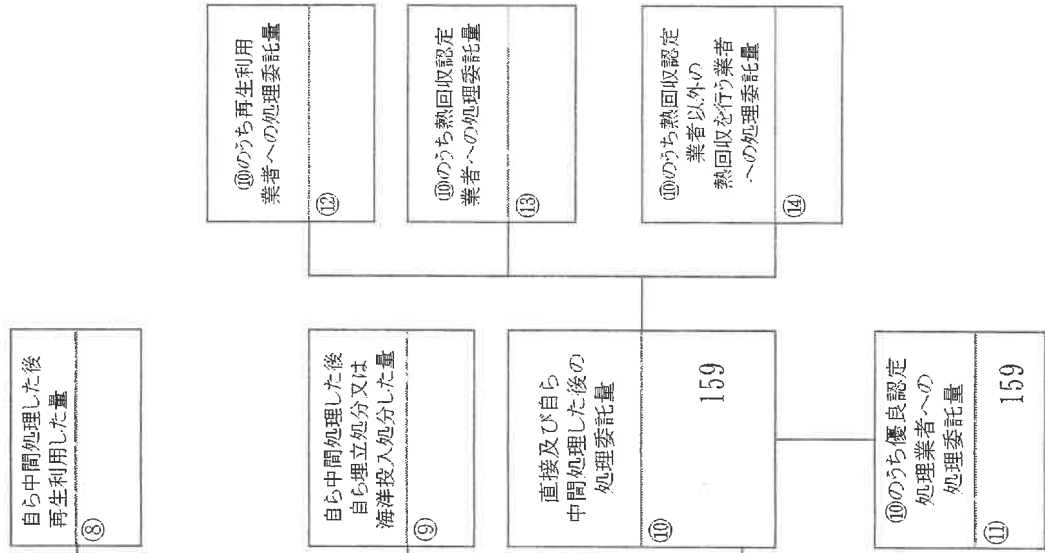 自ら中間処理した後
再生利用した量
⑧
自ら中間処理した後
自ら埋立処分又は
海洋投入処分した量
⑨
直接及び自ら
中間処理した後の
処理委託量
⑩
159
⑩のうち優良認定
処理業者への
処理委託量
⑪
159
⑩のうち再生利用
業者への処理委託量
⑫
⑩のうち熱回収認定
業者への処理委託量
⑬
⑩のうち熱回収認定
業者以外の
熱回収を行う業者
への処理委託量
⑭